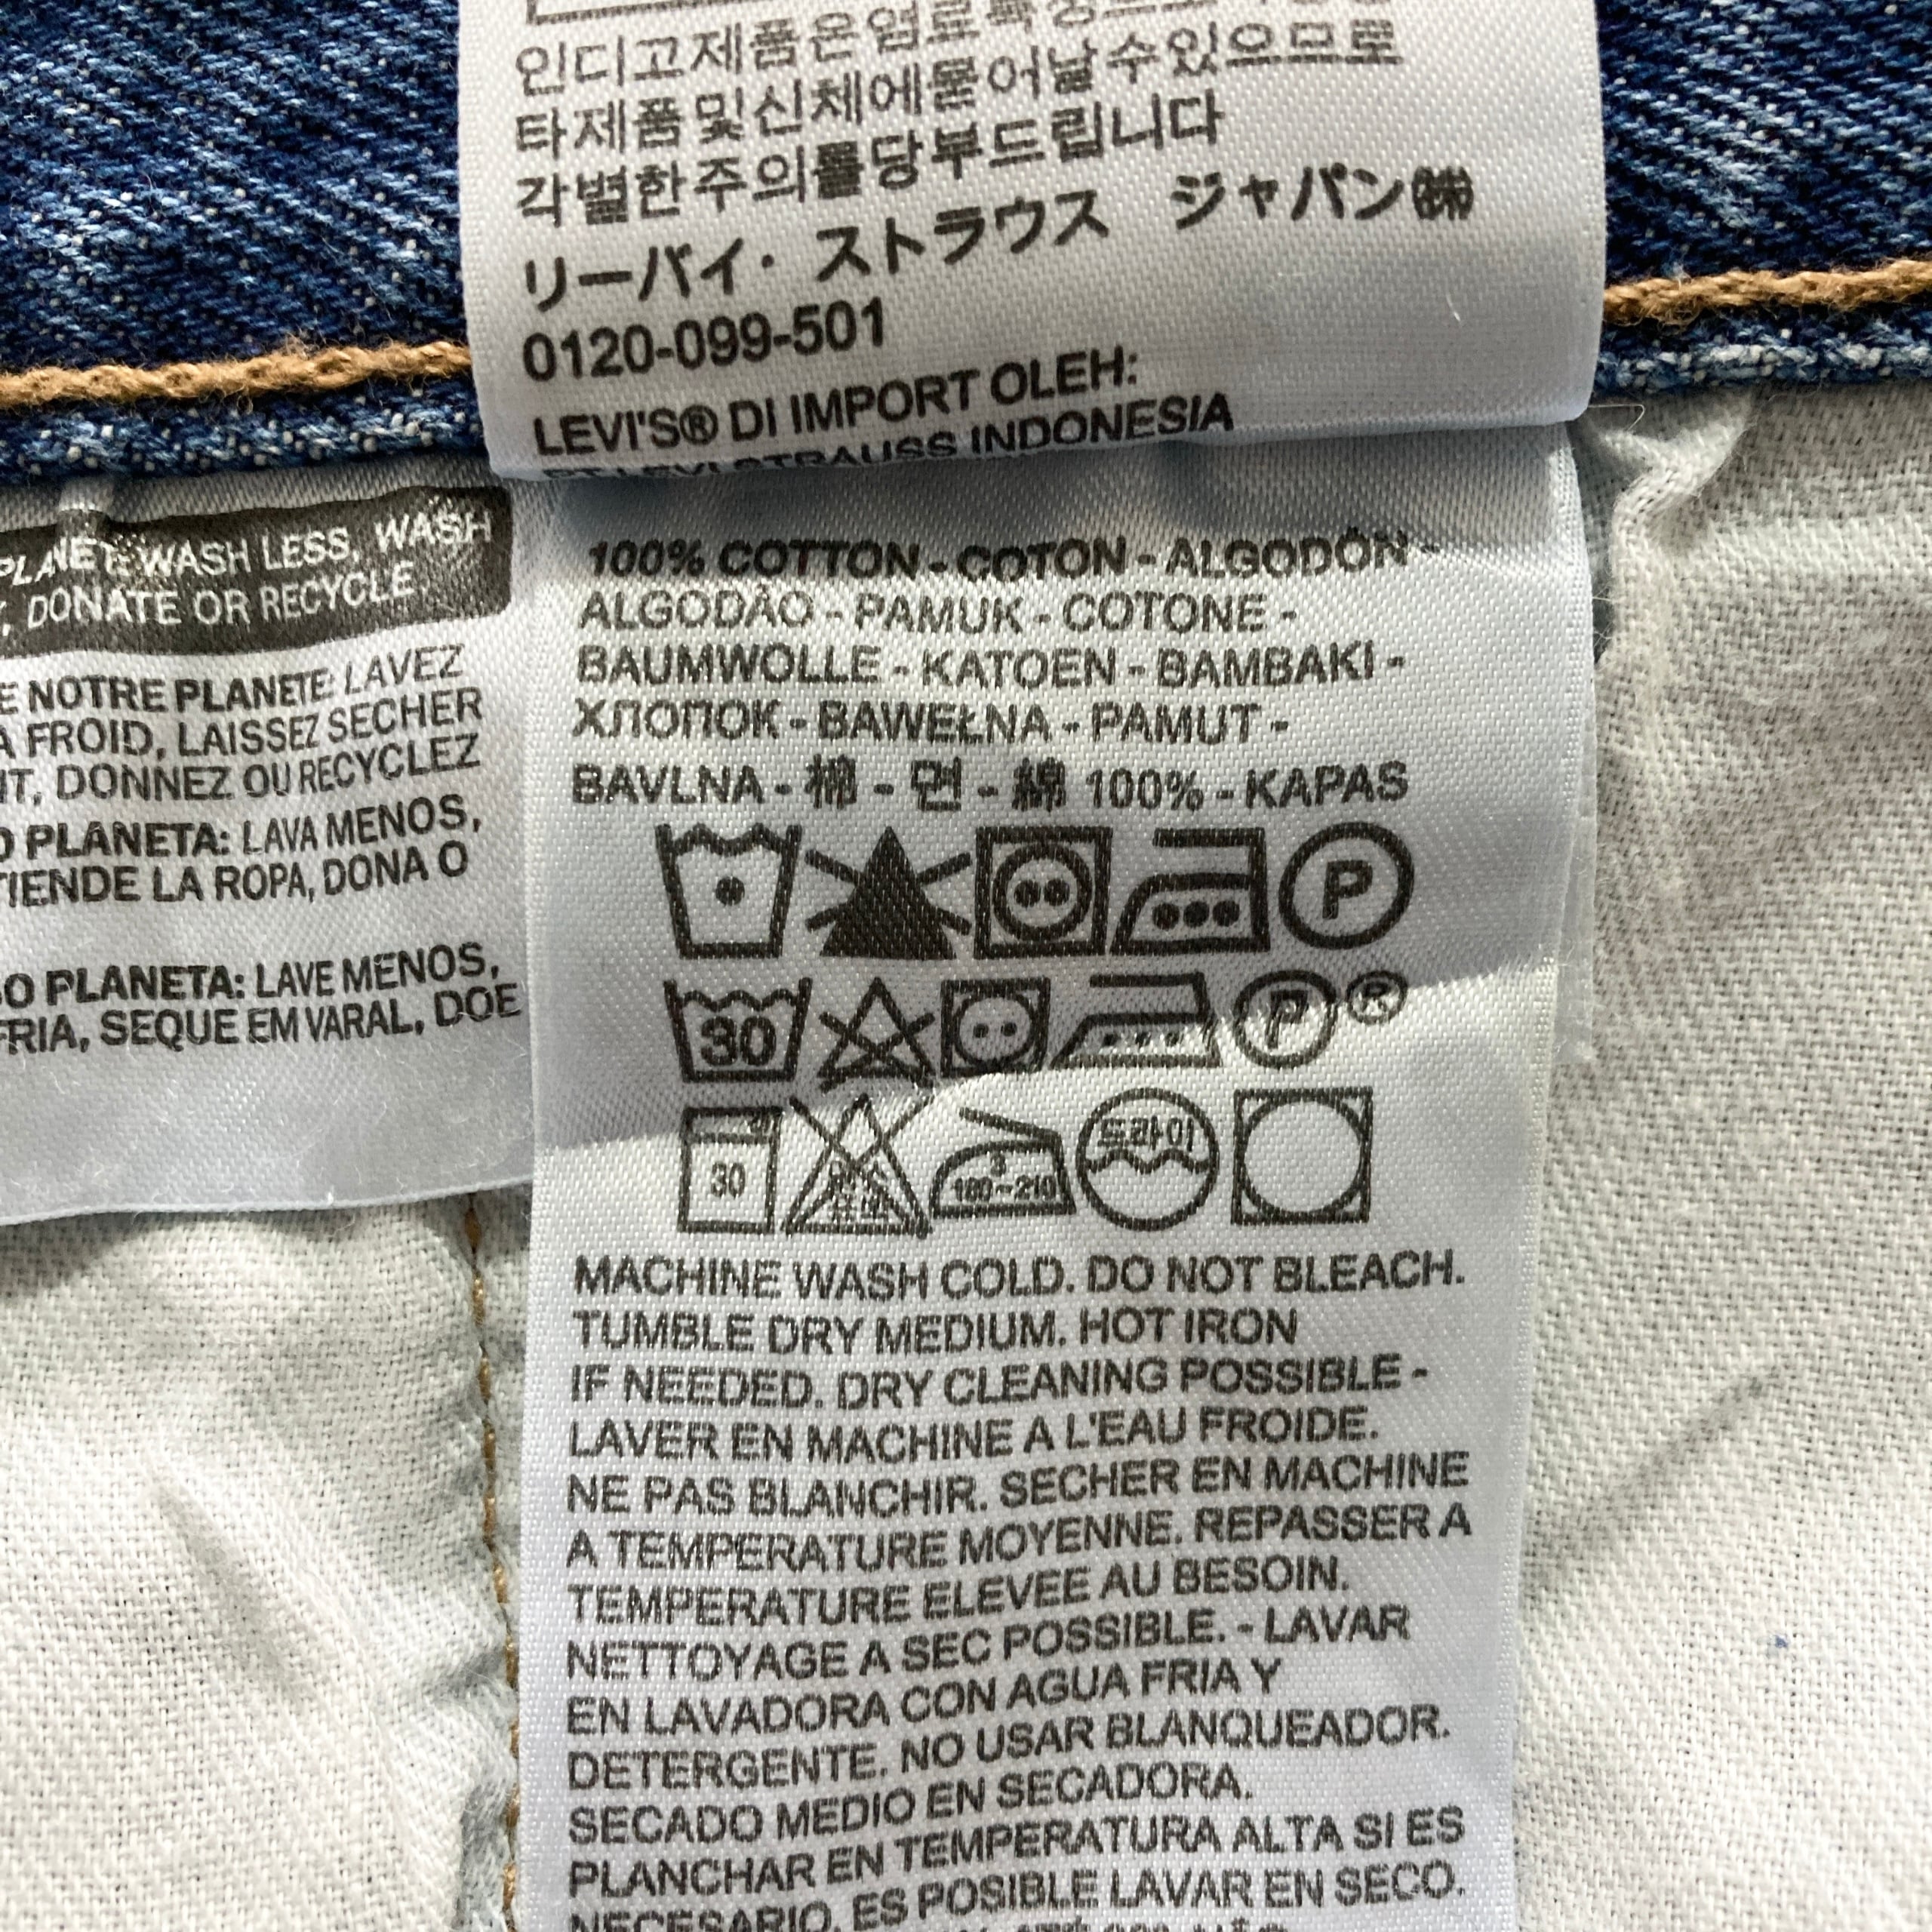 인디고제품은염료특성으로
타제품및신체에묻어날수있으므로
각별한주의를당부드립니다
リーバイ・ストラウス ジャパン㈱
0120-099-501
LEVI'S® DI IMPORT OLEH:
PT LEVI STRAUSS INDONESIA
PLANET: WASH LESS, WASH
, DONATE OR RECYCLE
E NOTRE PLANETE: LAVEZ
A FROID, LAISSEZ SECHER
IT, DONNEZ OU RECYCLEZ
O PLANETA: LAVA MENOS,
TIENDE LA ROPA, DONA O
SO PLANETA: LAVE MENOS,
FRIA, SEQUE EM VARAL, DOE
100% COTTON - COTON - ALGODÓN -
ALGODÃO - PAMUK - COTONE -
BAUMWOLLE - KATOEN - BAMBAKI -
ХЛОПОК - BAWEŁNA - PAMUT -
BAVLNA - 棉 - 면 - 綿 100% - KAPAS
P
30 P ®
30 3 180~210 드라이
MACHINE WASH COLD. DO NOT BLEACH.
TUMBLE DRY MEDIUM. HOT IRON
IF NEEDED. DRY CLEANING POSSIBLE -
LAVER EN MACHINE A L'EAU FROIDE.
NE PAS BLANCHIR. SECHER EN MACHINE
A TEMPERATURE MOYENNE. REPASSER A
TEMPERATURE ELEVEE AU BESOIN.
NETTOYAGE A SEC POSSIBLE. - LAVAR
EN LAVADORA CON AGUA FRIA Y
DETERGENTE. NO USAR BLANQUEADOR.
SECADO MEDIO EN SECADORA.
PLANCHAR EN TEMPERATURA ALTA SI ES
NECESARIO. ES POSIBLE LAVAR EN SECO.